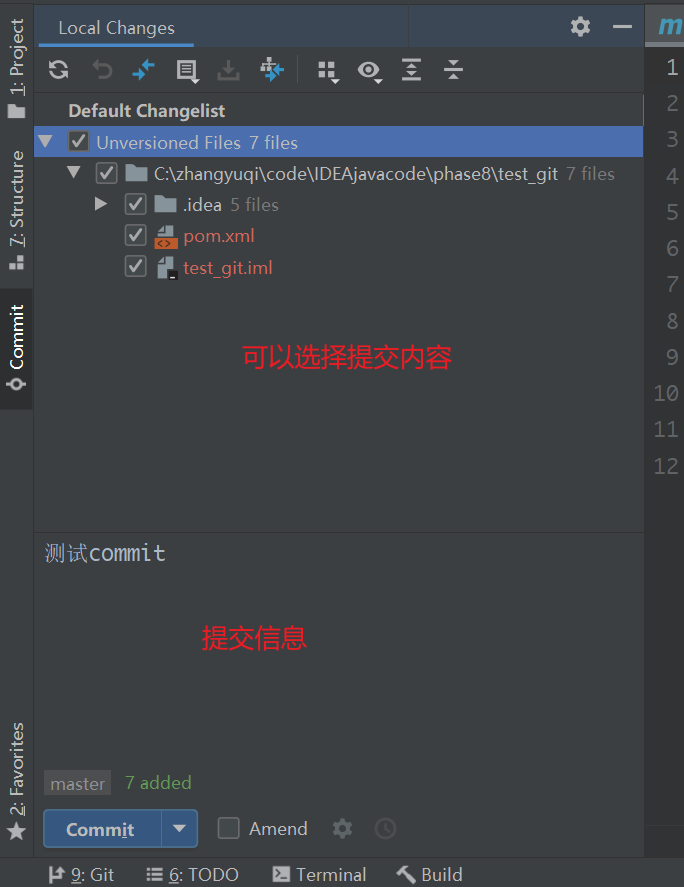 Local Changes
1: Project
7: Structure
Commit
2: Favorites
Default Changelist
Unversioned Files 7 files
C:\zhangyuqi\code\IDEAjavacode\phase8\test_git 7 files
.idea 5 files
pom.xml
test_git.iml
可以选择提交内容
测试commit
提交信息
master 7 added
Commit Amend
9: Git 6: TODO Terminal Build
m
1
2
3
4
5
6
7
8
9
10
11
12